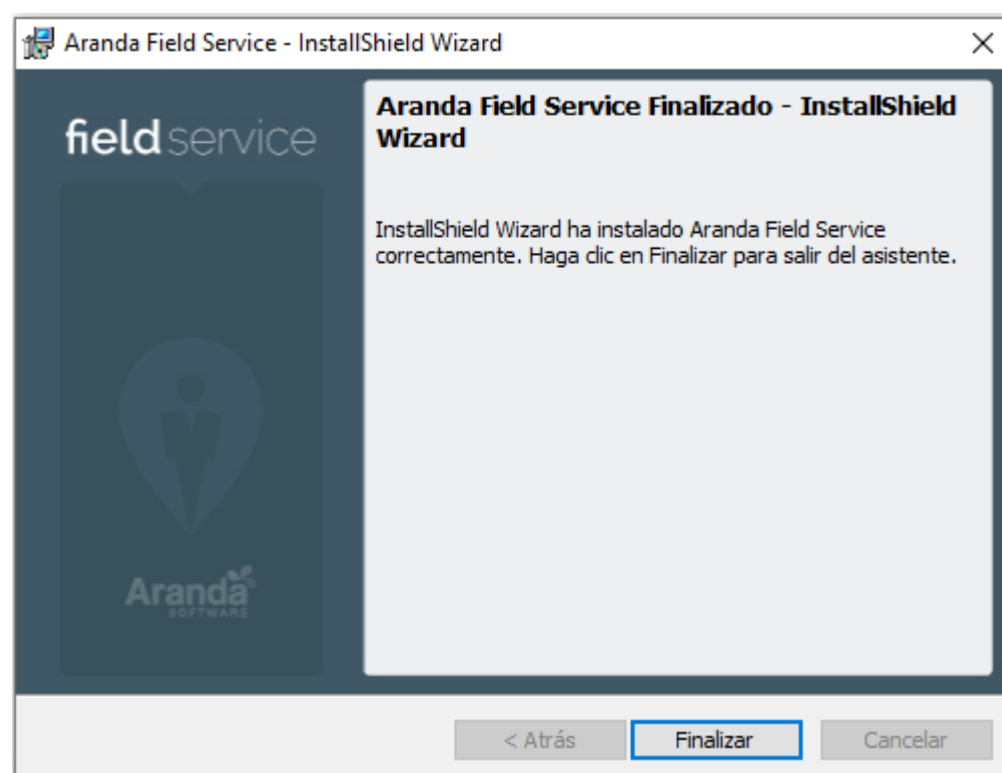 Aranda Field Service - InstallShield Wizard
fieldservice
Aranda Field Service Finalizado - InstallShield
Wizard
InstallShield Wizard ha instalado Aranda Field Service
correctamente. Haga clic en Finalizar para salir del asistente.
Aranda
SOFTWARE
< Atrás
Finalizar
Cancelar